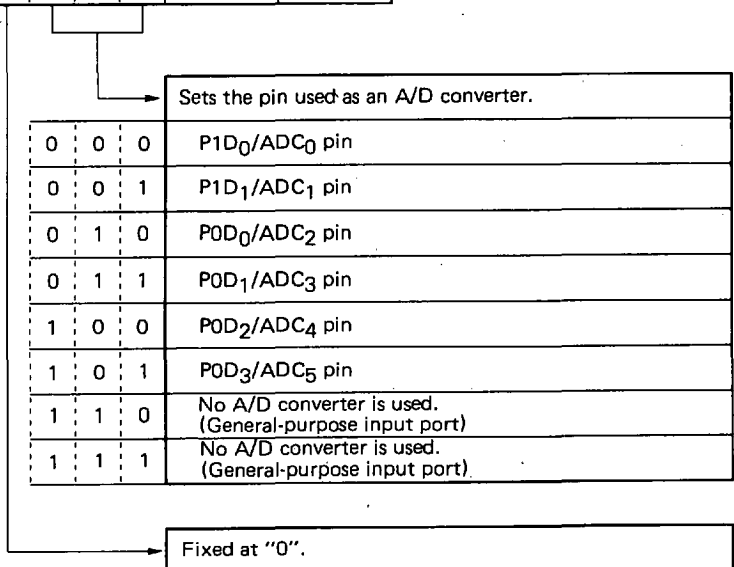 Sets the pin used as an A/D converter.
0 0 0 P1D0/ADC0 pin
0 0 1 P1D1/ADC1 pin
0 1 0 P0D0/ADC2 pin
0 1 1 P0D1/ADC3 pin
1 0 0 P0D2/ADC4 pin
1 0 1 P0D3/ADC5 pin
1 1 0 No A/D converter is used.
(General-purpose input port)
1 1 1 No A/D converter is used.
(General-purpose input port)
Fixed at "0".